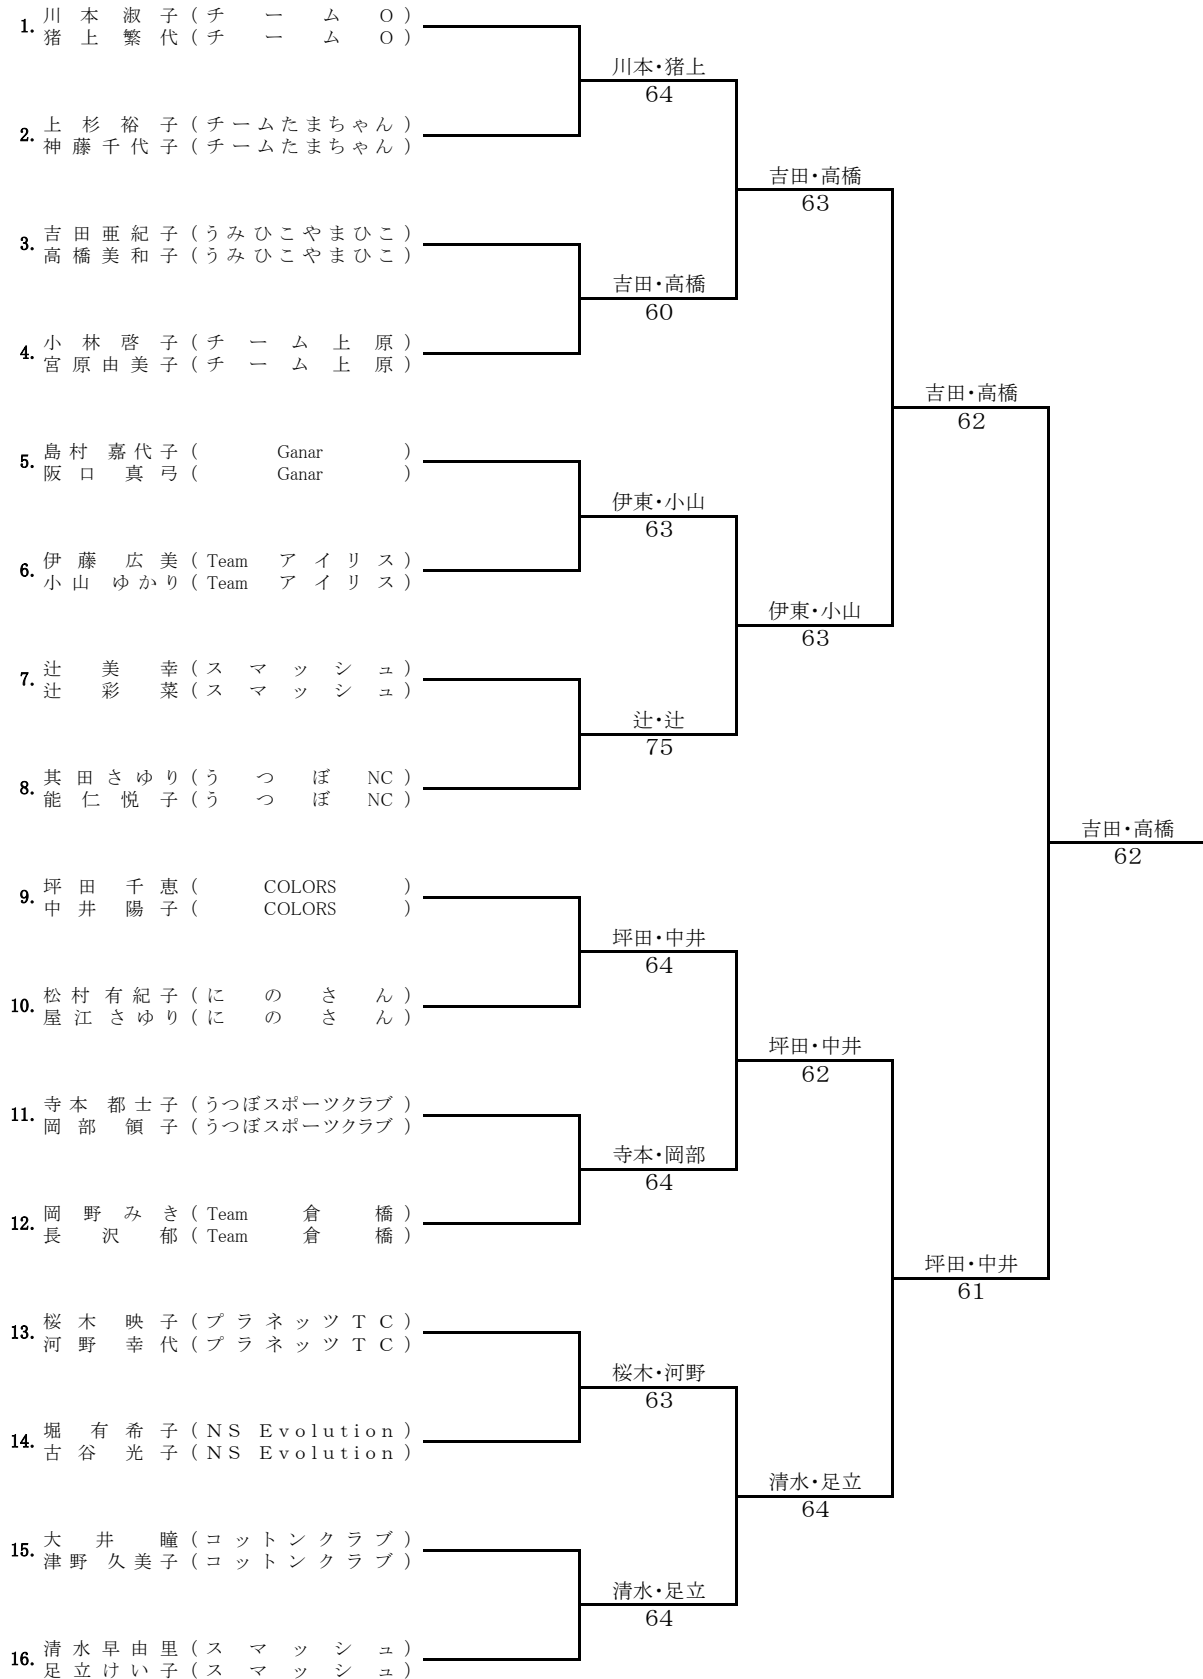 1. 川本淑子(チームO)
猪上繁代(チームO)
川本・猪上
64
2. 上杉裕子(チームたまちゃん)
神藤千代子(チームたまちゃん)
吉田・高橋
63
3. 吉田亜紀子(うみひこやまひこ)
高橋美和子(うみひこやまひこ)
吉田・高橋
60
4. 小林啓子(チーム上原)
宮原由美子(チーム上原)
吉田・高橋
62
5. 島村嘉代子(Ganar)
阪口真弓(Ganar)
伊東・小山
63
6. 伊藤広美(Team アイリス)
小山ゆかり(Team アイリス)
伊東・小山
63
7. 辻美幸(スマッシュ)
辻彩菜(スマッシュ)
辻・辻
75
8. 其田さゆり(うつぼNC)
能仁悦子(うつぼNC)
吉田・高橋
62
9. 坪田千恵(COLORS)
中井陽子(COLORS)
坪田・中井
64
10. 松村有紀子(にのさん)
屋江さゆり(にのさん)
坪田・中井
62
11. 寺本都士子(うつぼスポーツクラブ)
岡部領子(うつぼスポーツクラブ)
寺本・岡部
64
12. 岡野みき(Team 倉橋)
長沢郁(Team 倉橋)
坪田・中井
61
13. 桜木映子(プラネッツTC)
河野幸代(プラネッツTC)
桜木・河野
63
14. 堀有希子(NS Evolution)
古谷光子(NS Evolution)
清水・足立
64
15. 大井瞳(コットンクラブ)
津野久美子(コットンクラブ)
清水・足立
64
16. 清水早由里(スマッシュ)
足立けい子(スマッシュ)